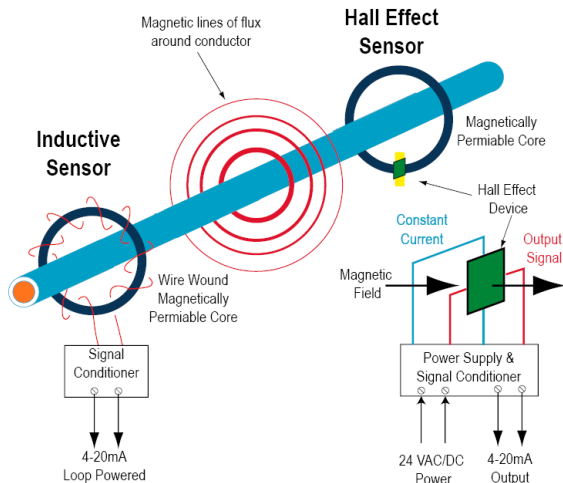 Magnetic lines of flux
around conductor
Hall Effect
Sensor
Magnetically
Permiable Core
Inductive
Sensor
Hall Effect
Device
Constant
Current
Output
Signal
Magnetic
Field
Wire Wound
Magnetically
Permiable Core
Signal
Conditioner
Power Supply &
Signal Conditioner
4-20mA
Loop Powered
24 VAC/DC
Power
4-20mA
Output